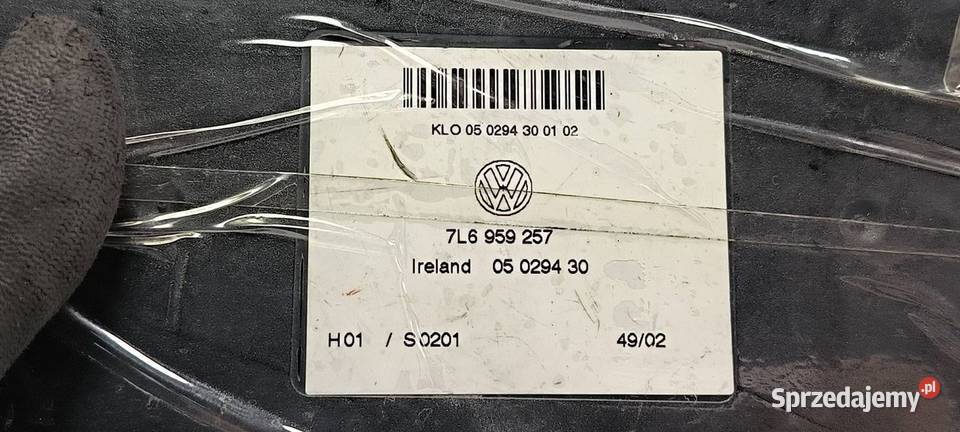 KLO 05 0294 30 01 02
VW
7L6 959 257
Ireland 05 0294 30
H01 / S0201 49/02
Sprzedajemy.pl